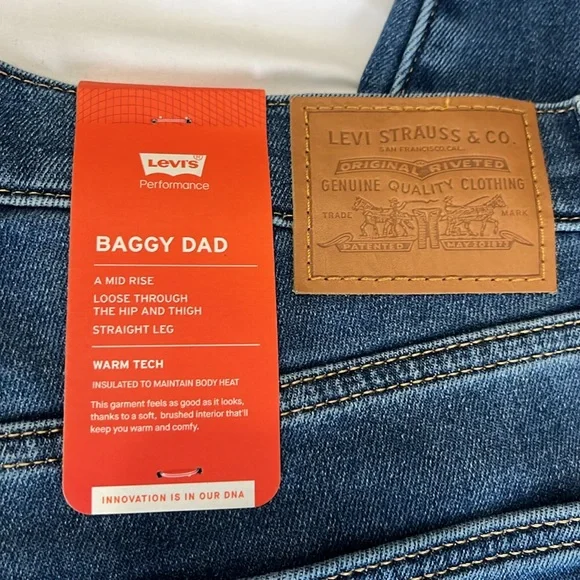 LEVI'S®
Performance
BAGGY DAD
A MID RISE
LOOSE THROUGH
THE HIP AND THIGH
STRAIGHT LEG
WARM TECH
INSULATED TO MAINTAIN BODY HEAT
This garment feels as good as it looks,
thanks to a soft, brushed interior that'll
keep you warm and comfy.
INNOVATION IS IN OUR DNA
LEVI STRAUSS & CO.
SAN FRANCISCO, CAL.
ORIGINAL RIVETED
GENUINE QUALITY CLOTHING
TRADE MARK
PATENTED MAY 20 1873